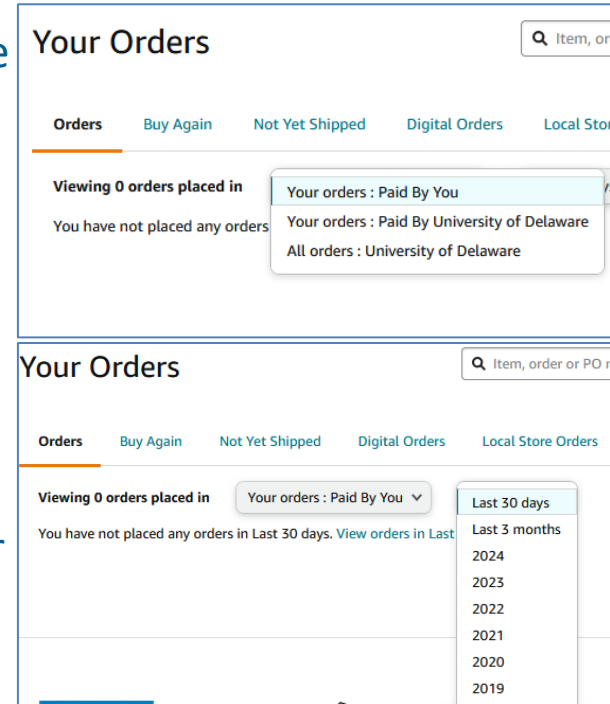 Your Orders
Item, or
Orders Buy Again Not Yet Shipped Digital Orders Local Stor
Viewing 0 orders placed in
Your orders : Paid By You
You have not placed any orders
Your orders : Paid By University of Delaware
All orders : University of Delaware
Your Orders
Item, order or PO n
Orders Buy Again Not Yet Shipped Digital Orders Local Store Orders
Viewing 0 orders placed in Your orders : Paid By You
You have not placed any orders in Last 30 days. View orders in Last
Last 30 days
Last 3 months
2024
2023
2022
2021
2020
2019